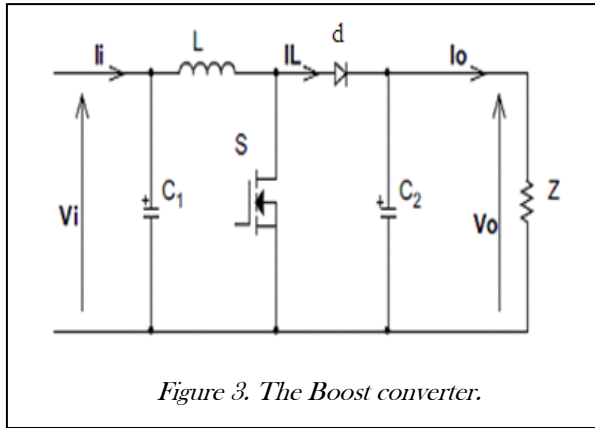 Ii
L
IL
d
Io
S
C1
C2
Z
Vi
Vo
+
+
Figure 3. The Boost converter.